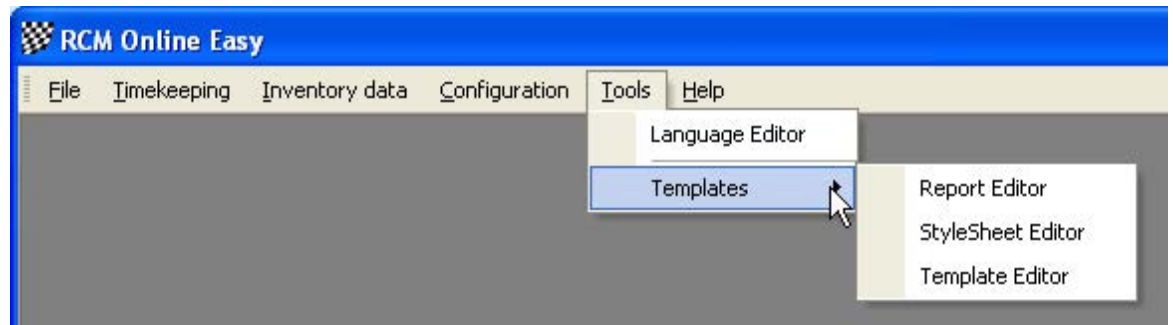 RCM Online Easy
File Timekeeping Inventory data Configuration Tools Help
Language Editor
Templates Report Editor
StyleSheet Editor
Template Editor